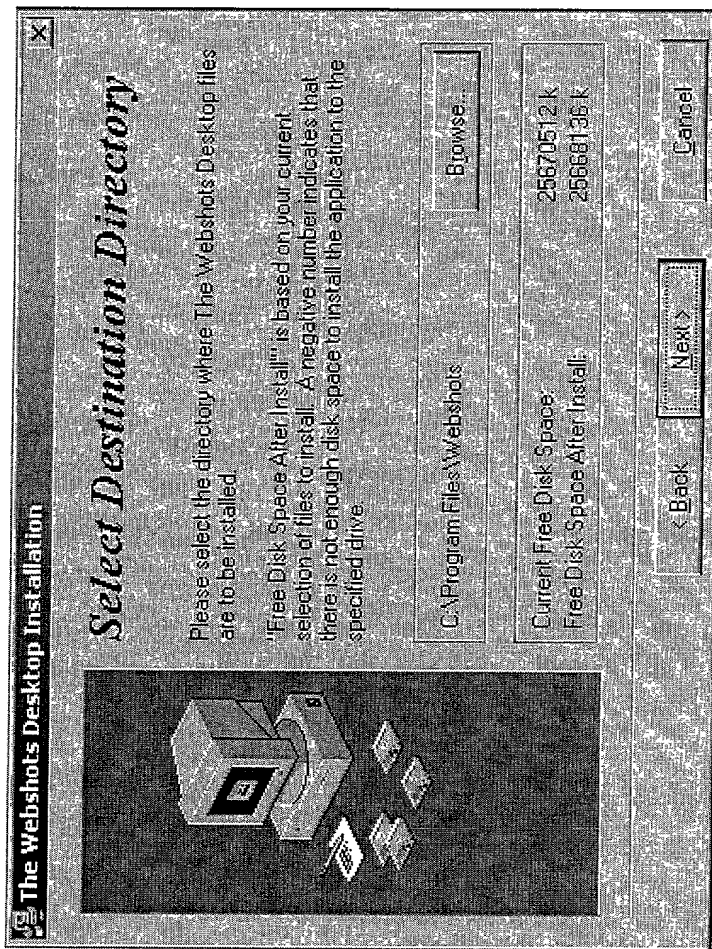 The Webshots Desktop Installation
Select Destination Directory
Please select the directory where The Webshots Desktop files
are to be installed.
"Free Disk Space After Install" is based on your current
selection of files to install. A negative number indicates that
there is not enough disk space to install the application to the
specified drive.
C:\Program Files\Webshots
Browse...
Current Free Disk Space: 25670512 k
Free Disk Space After Install: 25668136 k
< Back
Next >
Cancel